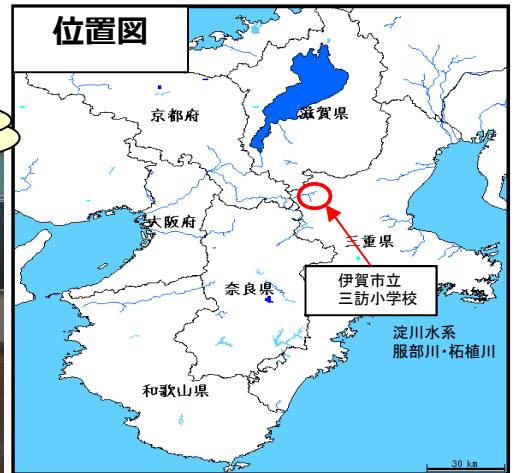 位置図
京都府
滋賀県
大阪府
三重県
伊賀市立
三訪小学校
奈良県
淀川水系
服部川・柘植川
和歌山県
30 km